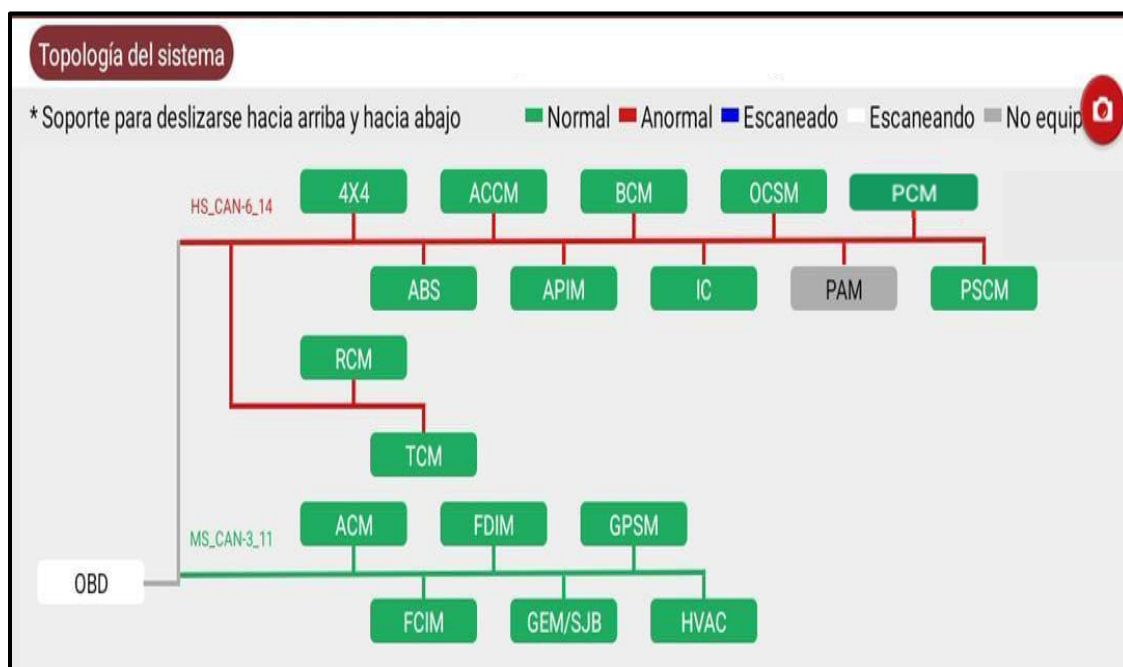 Topología del sistema
* Soporte para deslizarse hacia arriba y hacia abajo Normal Anormal Escaneado Escaneando No equip
HS_CAN-6_14
4X4 ACCM BCM OCSM PCM
ABS APIM IC PAM PSCM
RCM
TCM
MS_CAN-3_11
ACM FDIM GPSM
OBD
FCIM GEM/SJB HVAC